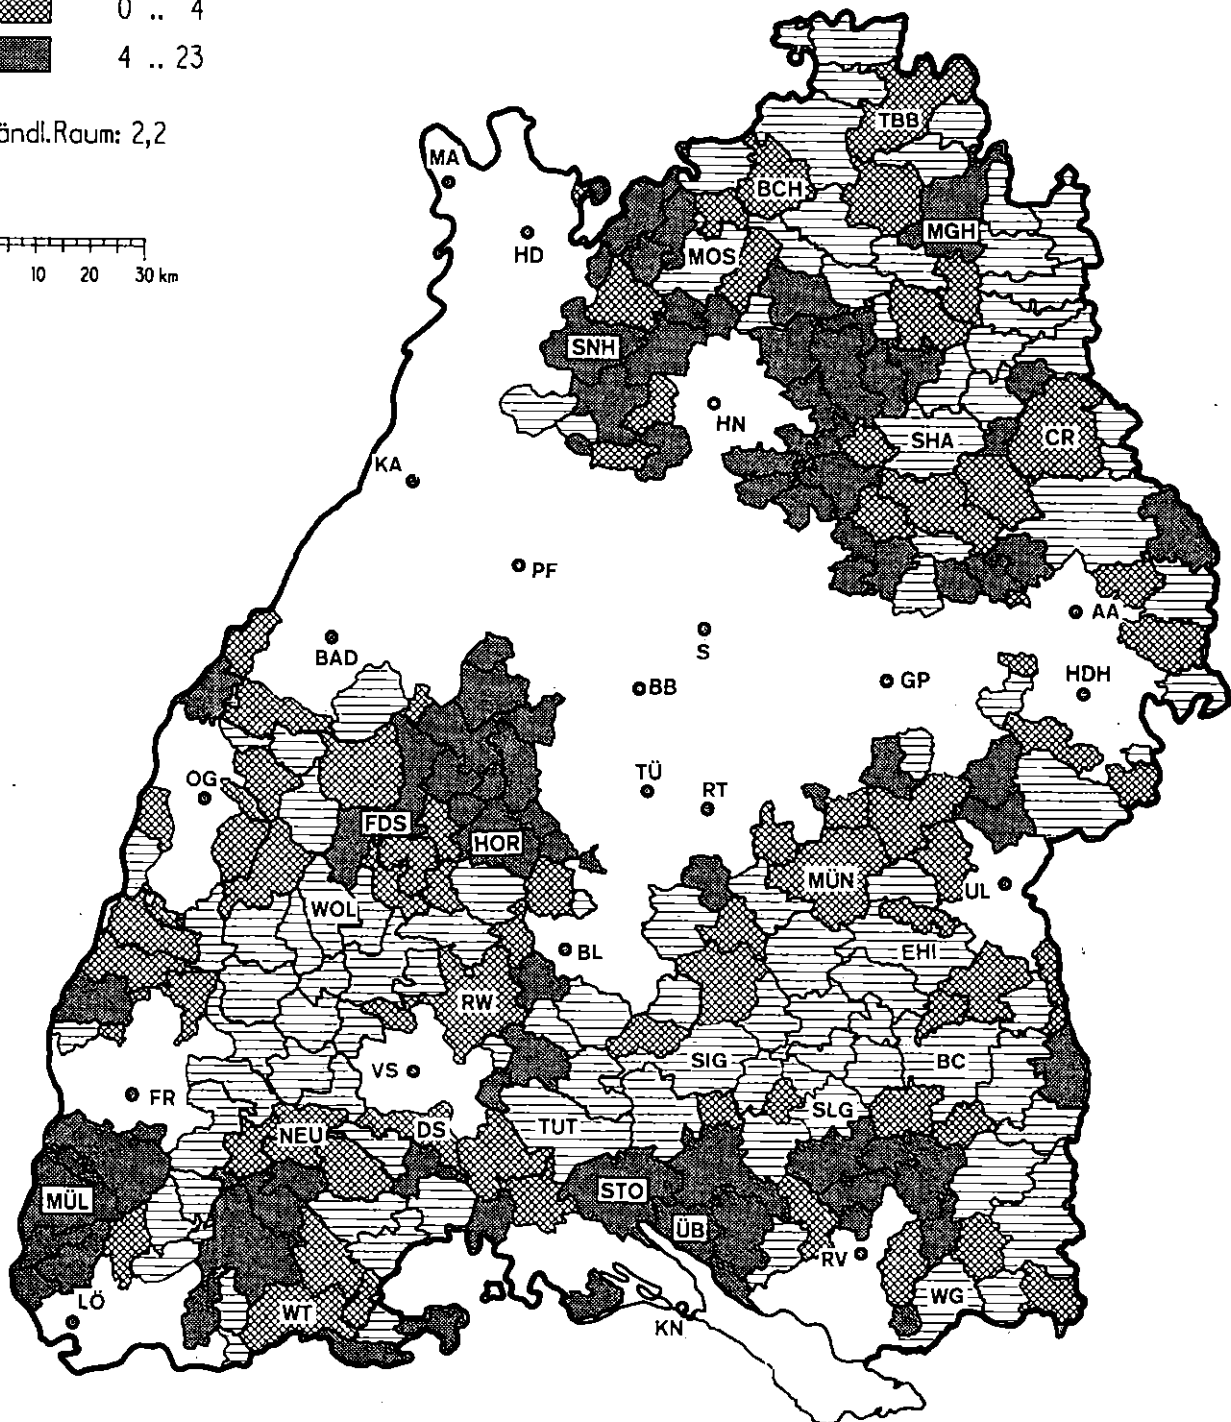 0 .. 4
4 .. 23
ändl.Raum: 2,2
10 20 30 km
MA
TBB
BCH
MGH
HD
MOS
SNH
HN
SHA
CR
KA
PF
AA
BAD
S
BB
GP
HDH
OG
TÜ
RT
FDS
HOR
MÜN
UL
WOL
BL
EHI
RW
SIG
BC
VS
FR
SLG
NEU
DS
TUT
MÜL
STO
ÜB
RV
LÖ
WT
WG
KN